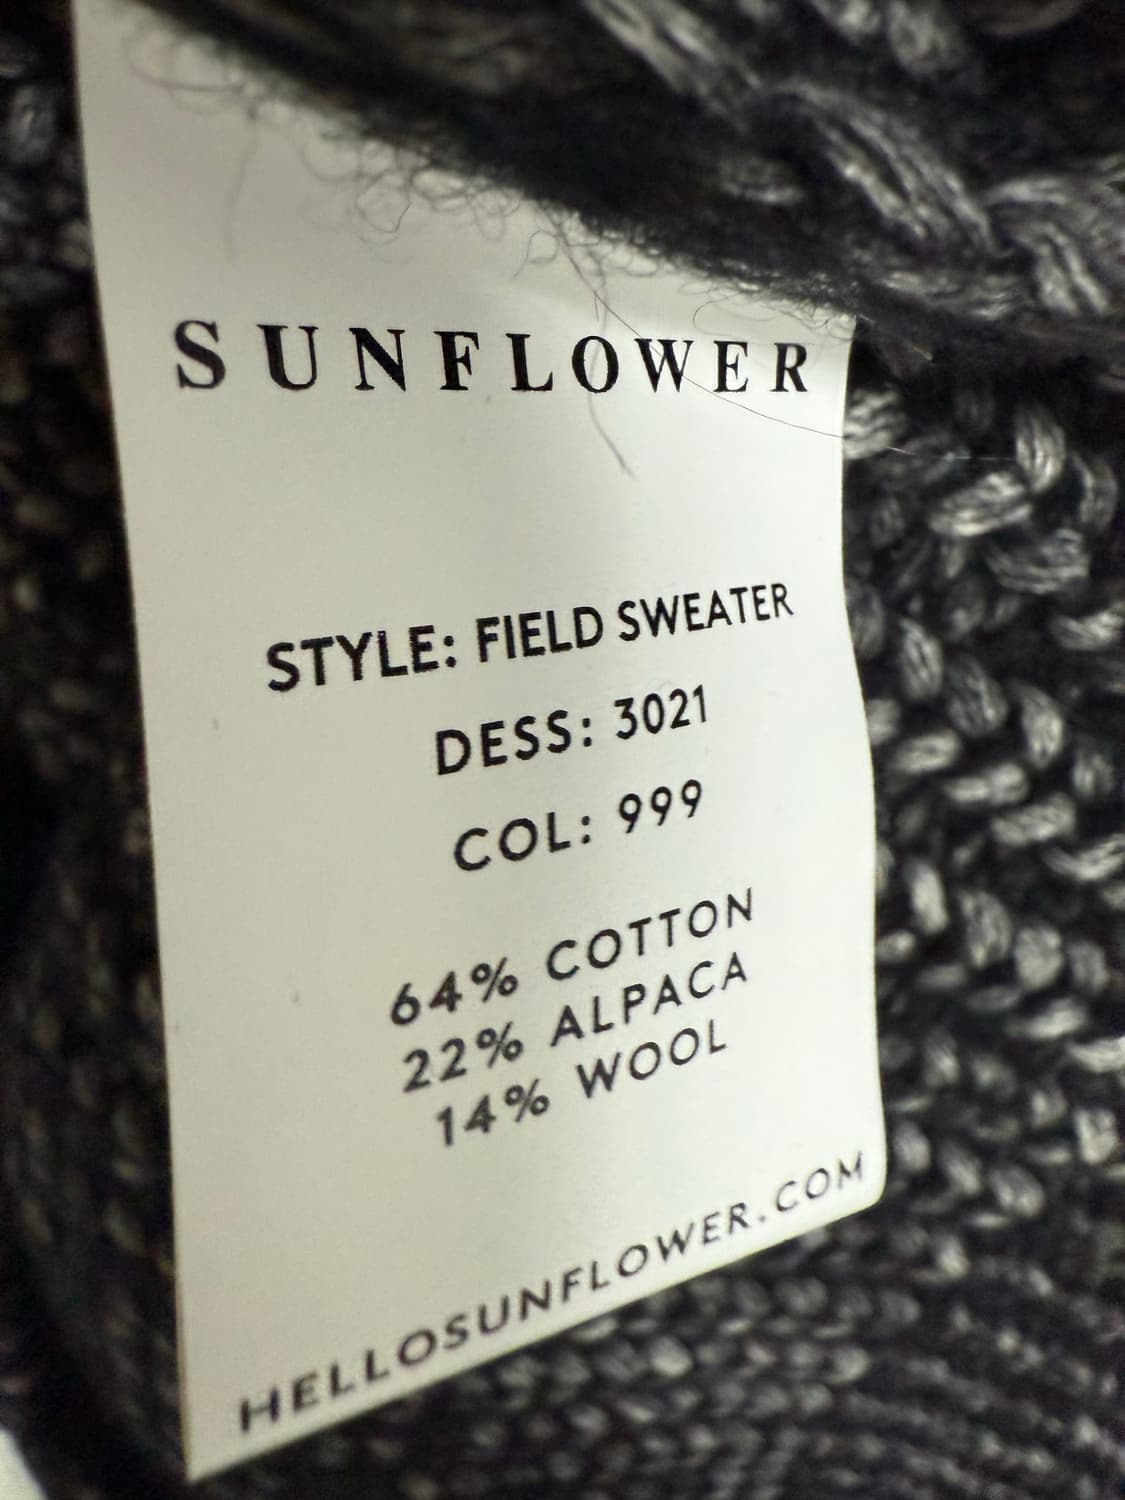 SUNFLOWER
STYLE: FIELD SWEATER
DESS: 3021
COL: 999
64% COTTON
22% ALPACA
14% WOOL
HELLOSUNFLOWER.COM